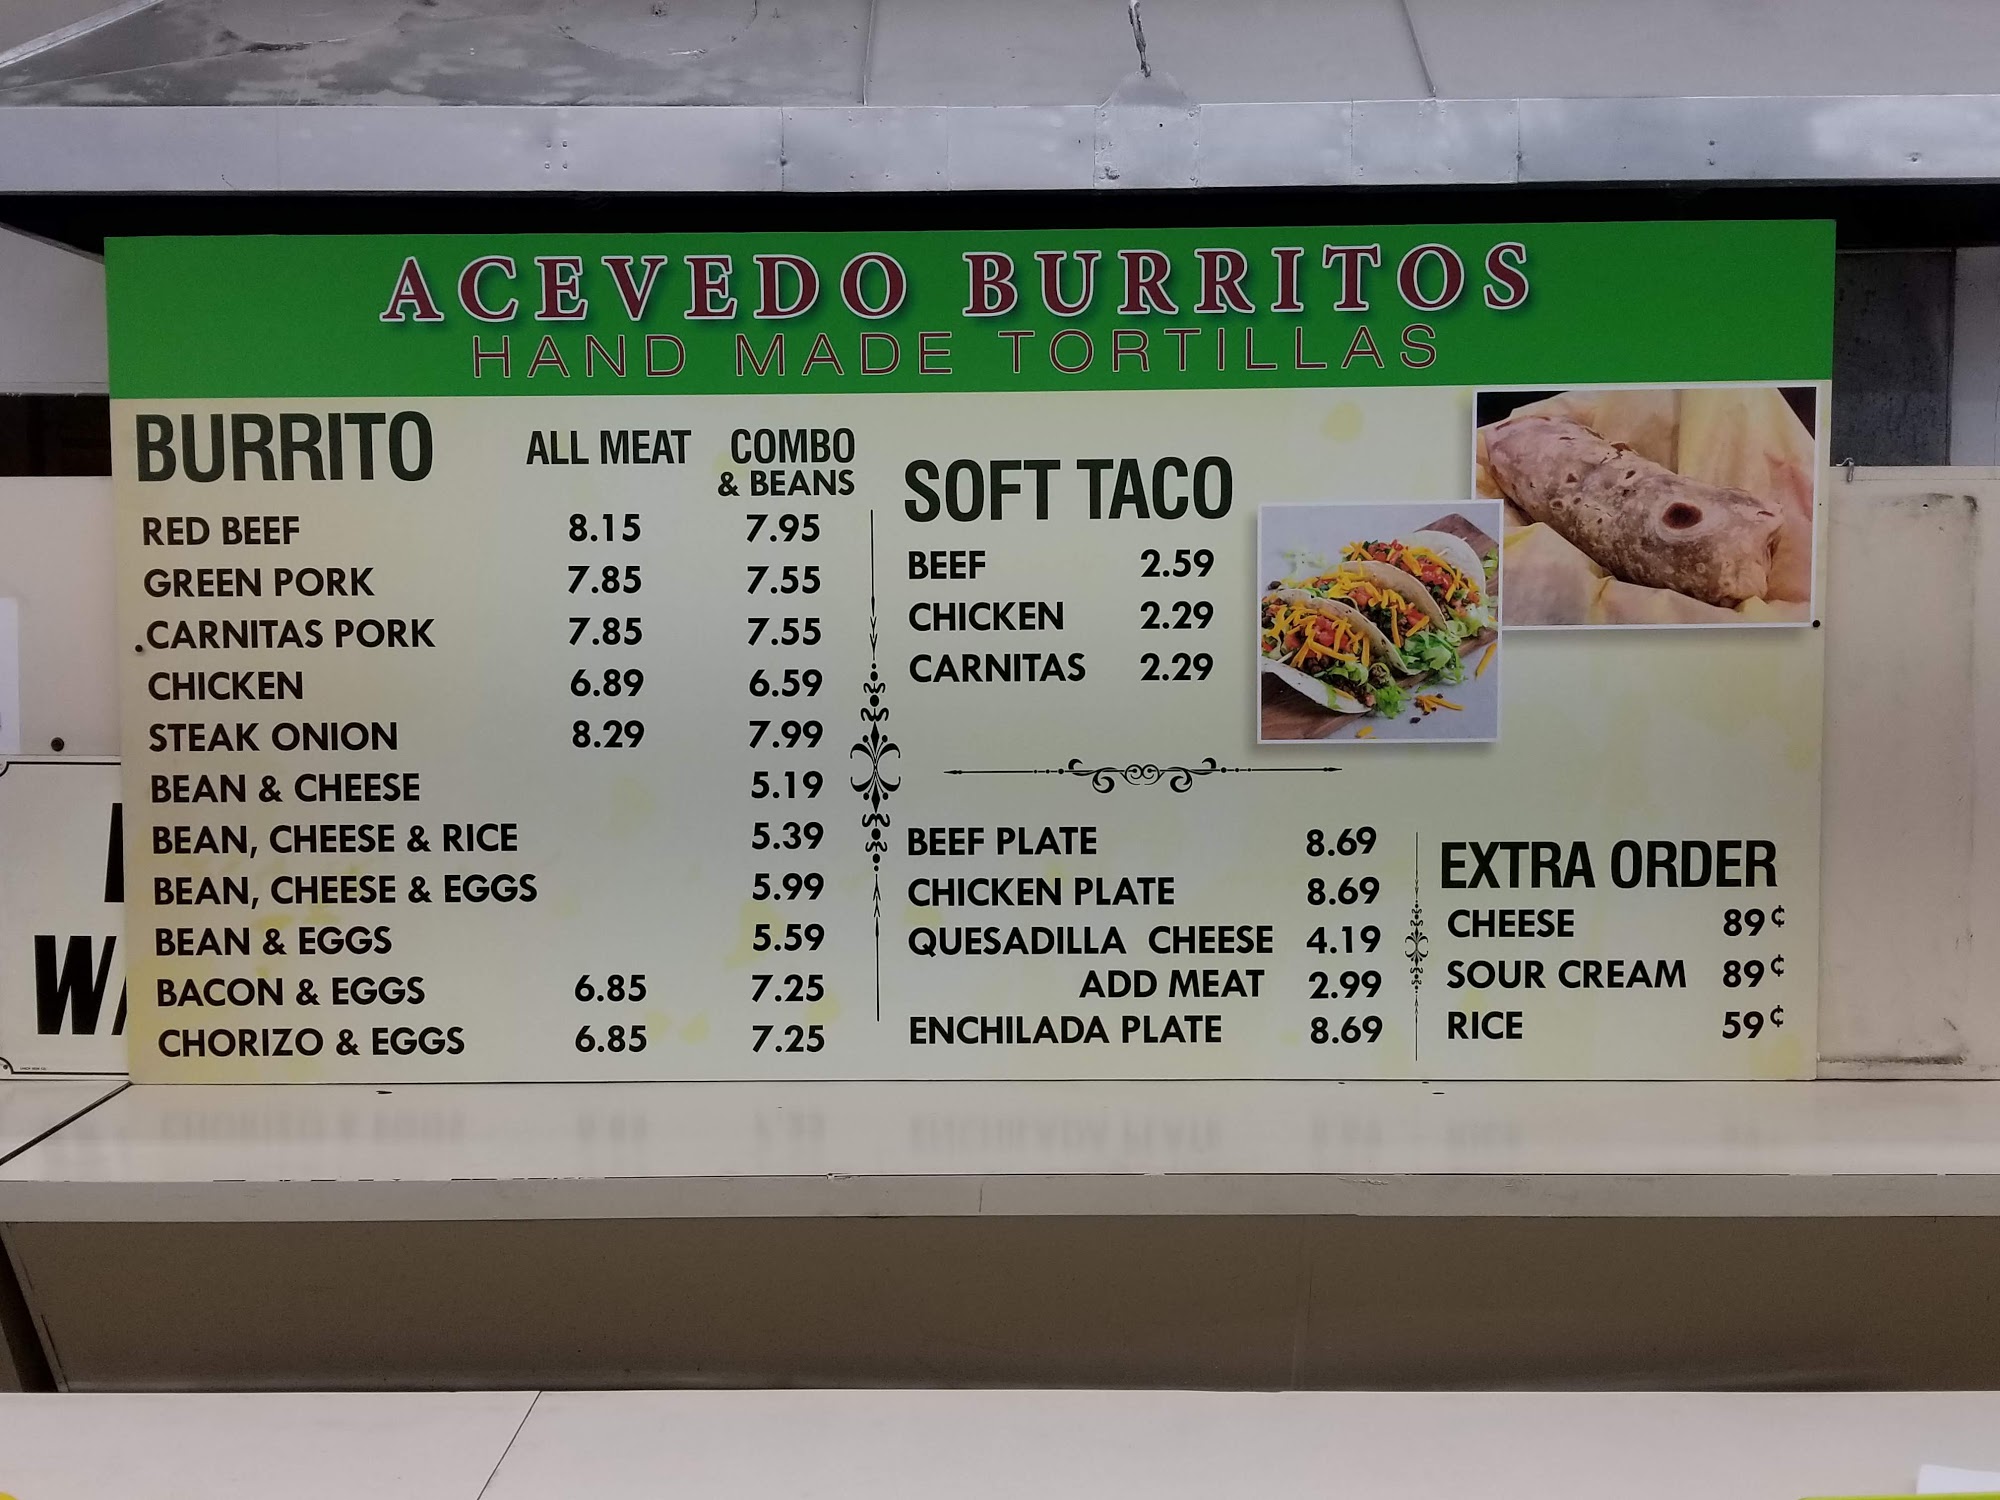 ACEVEDO BURRITOS
HAND MADE TORTILLAS
BURRITO ALL MEAT COMBO & BEANS
RED BEEF 8.15 7.95
GREEN PORK 7.85 7.55
CARNITAS PORK 7.85 7.55
CHICKEN 6.89 6.59
STEAK ONION 8.29 7.99
BEAN & CHEESE 5.19
BEAN, CHEESE & RICE 5.39
BEAN, CHEESE & EGGS 5.99
BEAN & EGGS 5.59
BACON & EGGS 6.85 7.25
CHORIZO & EGGS 6.85 7.25
SOFT TACO
BEEF 2.59
CHICKEN 2.29
CARNITAS 2.29
BEEF PLATE 8.69
CHICKEN PLATE 8.69
QUESADILLA CHEESE 4.19
ADD MEAT 2.99
ENCHILADA PLATE 8.69
EXTRA ORDER
CHEESE 89¢
SOUR CREAM 89¢
RICE 59¢